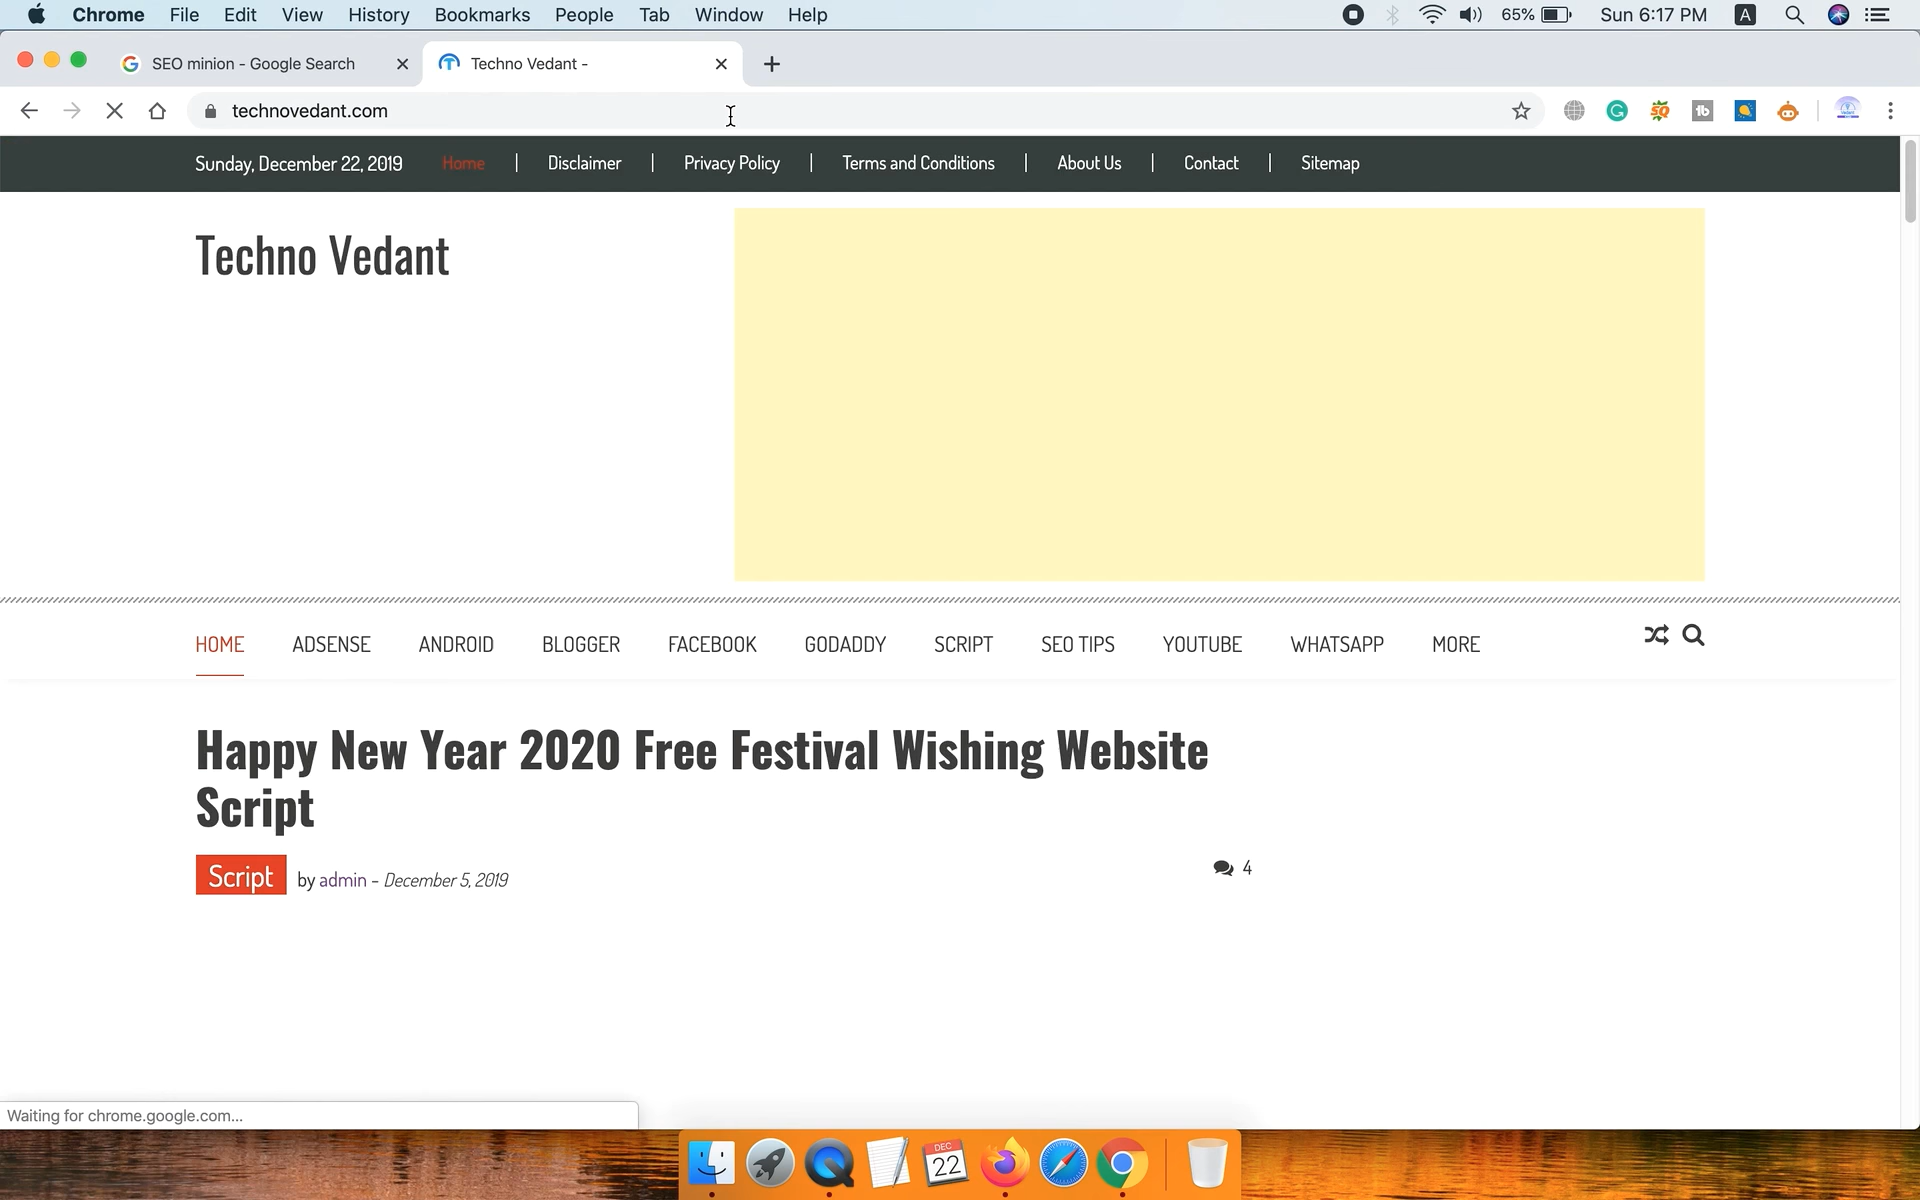 Chrome File Edit View History Bookmarks People Tab Window Help 65% Sun 6:17 PM A
SEO minion - Google Search Techno Vedant -
technovedant.com
Sunday, December 22, 2019 Home | Disclaimer | Privacy Policy | Terms and Conditions | About Us | Contact | Sitemap
Techno Vedant
HOME ADSENSE ANDROID BLOGGER FACEBOOK GODADDY SCRIPT SEO TIPS YOUTUBE WHATSAPP MORE
Happy New Year 2020 Free Festival Wishing Website
Script
Script by admin - December 5, 2019 4
Waiting for chrome.google.com...
DEC
22